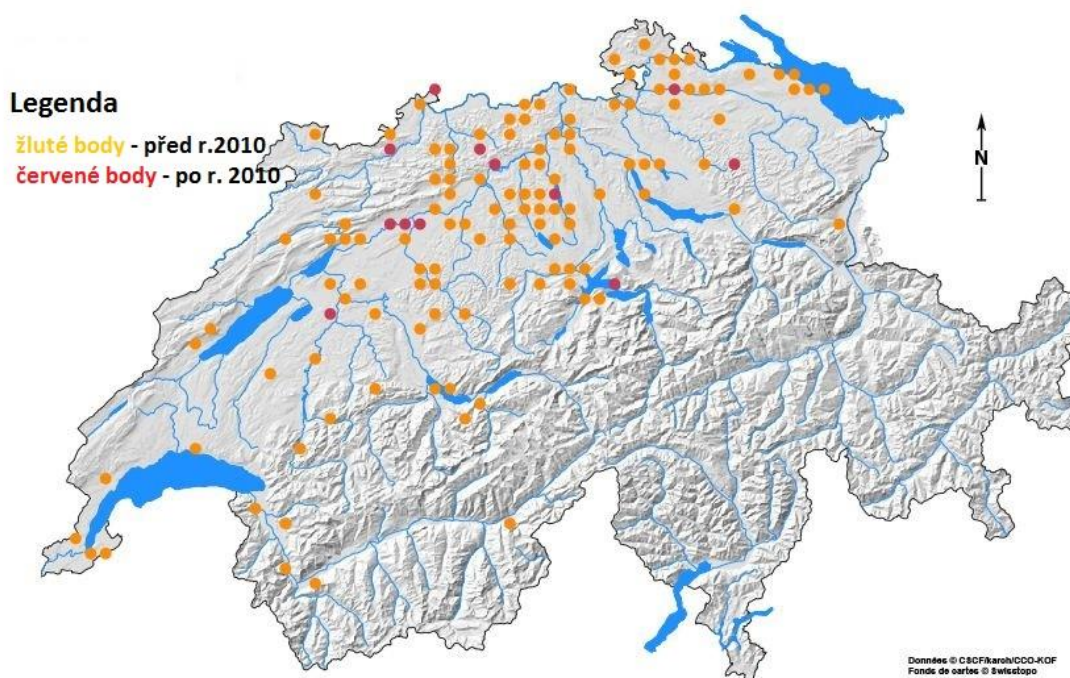 Legenda
žluté body - před r.2010
červené body - po r. 2010
N
Données © CSCF/karch/CCO-KOF
Fonds de cartes © Swisstopo